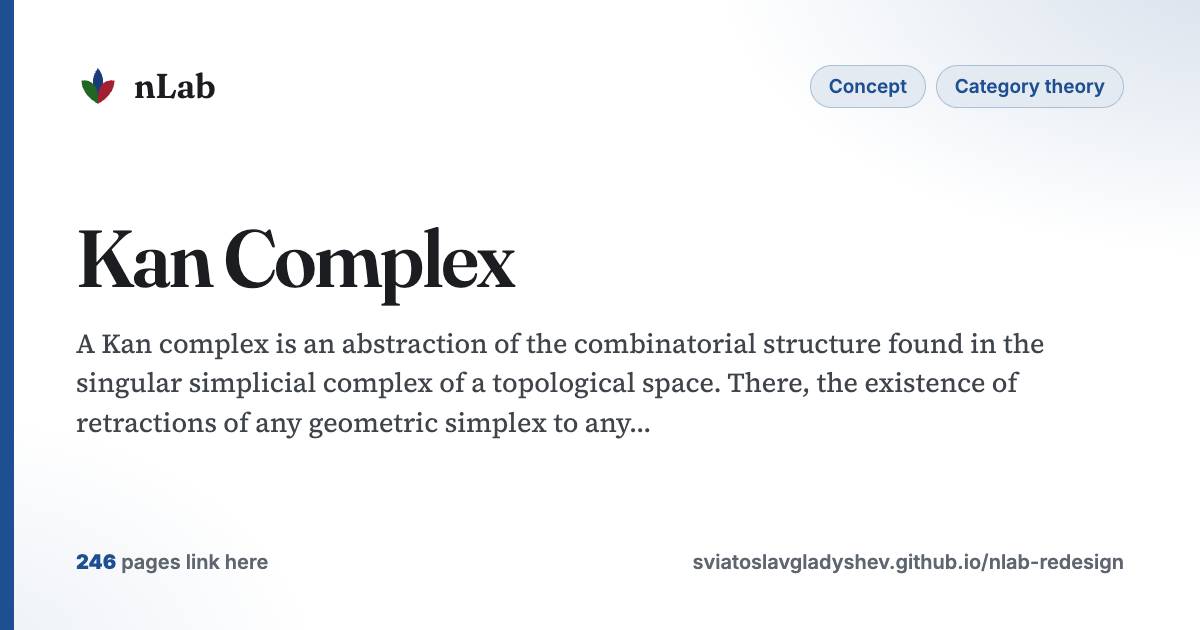 nLab
Concept
Category theory
Kan Complex
A Kan complex is an abstraction of the combinatorial structure found in the
singular simplicial complex of a topological space. There, the existence of
retractions of any geometric simplex to any...
246 pages link here
sviatoslavgladyshev.github.io/nlab-redesign